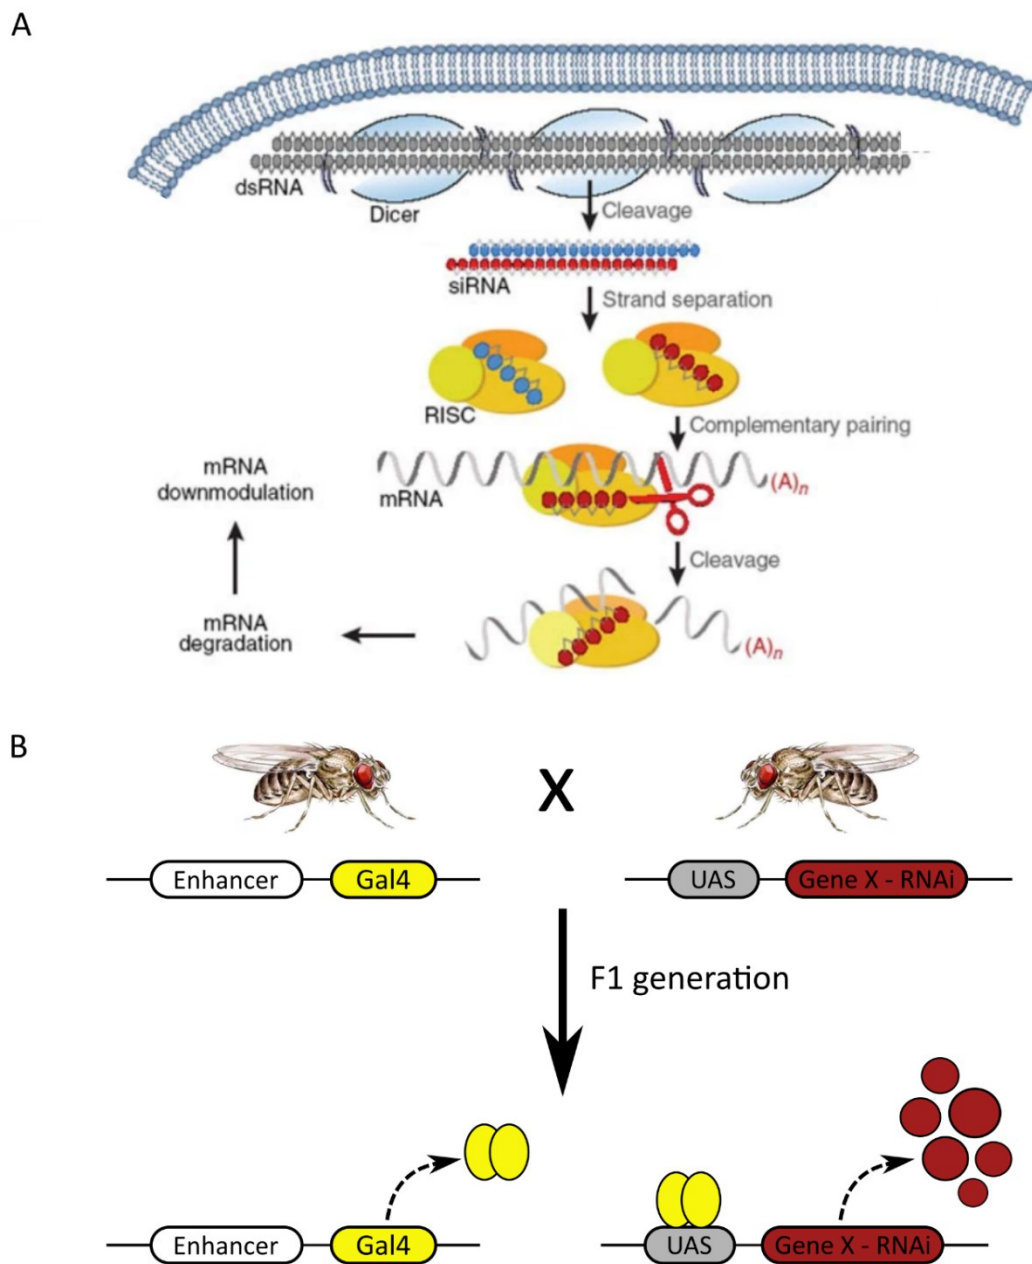 A
dsRNA
Dicer
Cleavage
siRNA
Strand separation
RISC
Complementary pairing
mRNA
downmodulation
mRNA
(A)n
Cleavage
mRNA
degradation
(A)n
B
X
Enhancer
Gal4
UAS
Gene X - RNAi
F1 generation
Enhancer
Gal4
UAS
Gene X - RNAi